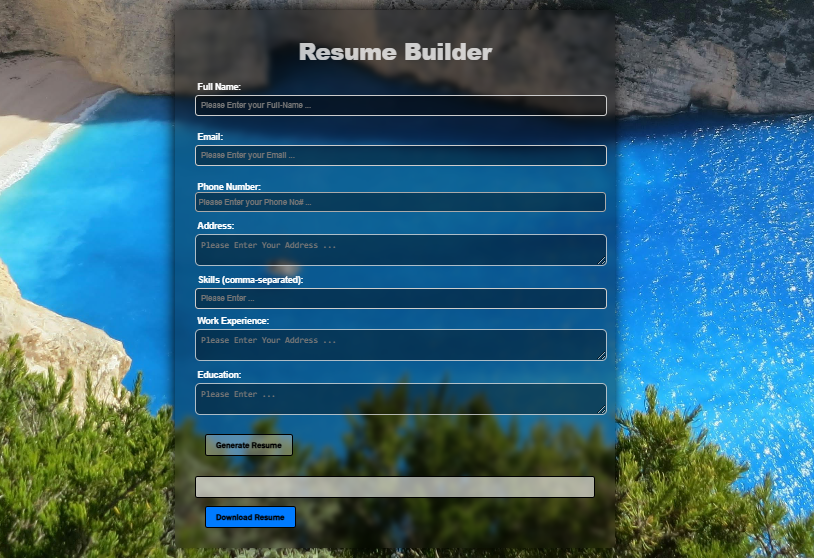 Resume Builder
Full Name:
Please Enter your Full-Name ...
Email:
Please Enter your Email ...
Phone Number:
Please Enter your Phone No# ...
Address:
Please Enter Your Address ...
Skills (comma-separated):
Please Enter ...
Work Experience:
Please Enter Your Address ...
Education:
Please Enter ...
Generate Resume
Download Resume